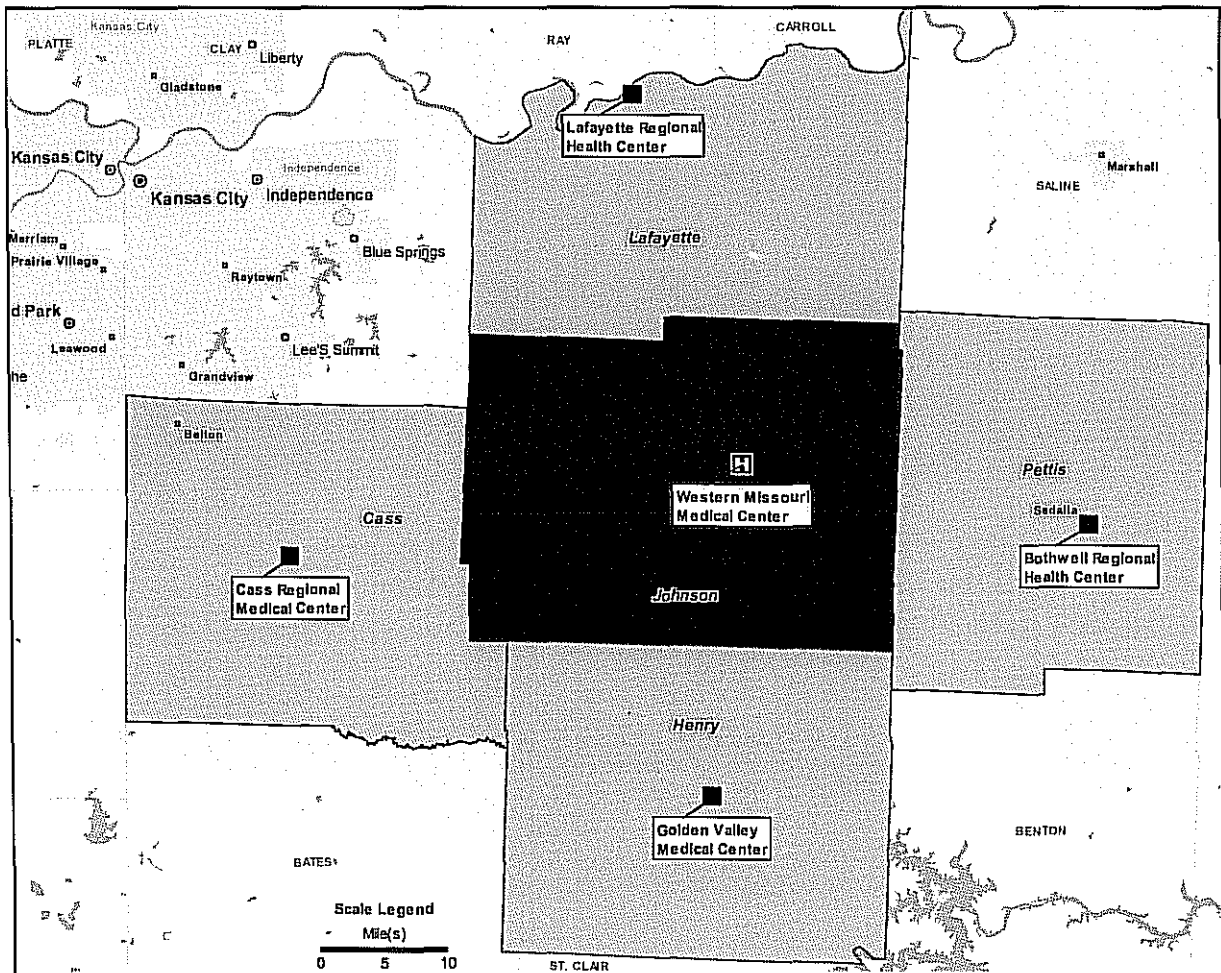 Kansas City
PLATTE
CLAY
Liberty
Gladstone
RAY
CARROLL
Lafayette Regional
Health Center
Kansas City
Kansas City
Independence
Independence
Marshall
SALINE
Lafayette
Merriam
Prairie Village
Raytown
Blue Springs
d Park
Leawood
Lee'S Summit
Grandview
he
Belton
Cass
Western Missouri
Medical Center
Pettis
Sedalia
Bothwell Regional
Health Center
Cass Regional
Medical Center
Johnson
Henry
Golden Valley
Medical Center
BENTON
BATES
Scale Legend
Mile(s)
0 5 10
ST. CLAIR